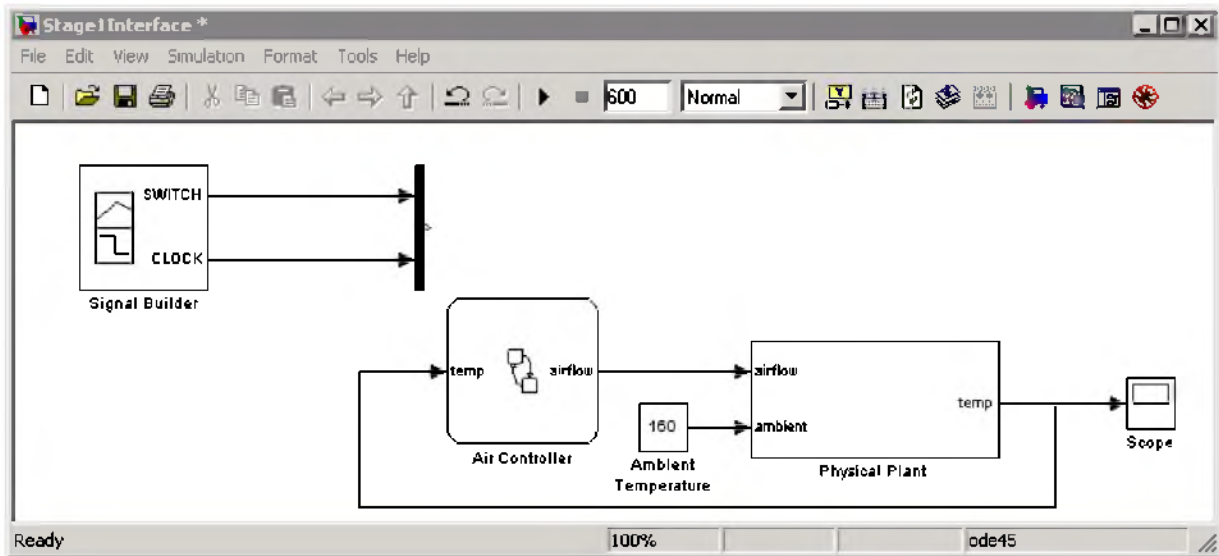 Stage1Interface *
File Edit View Simulation Format Tools Help
600 Normal
SWITCH
CLOCK
Signal Builder
temp
airflow
Air Controller
160
Ambient
Temperature
airflow
ambient
temp
Physical Plant
Scope
Ready 100% ode45